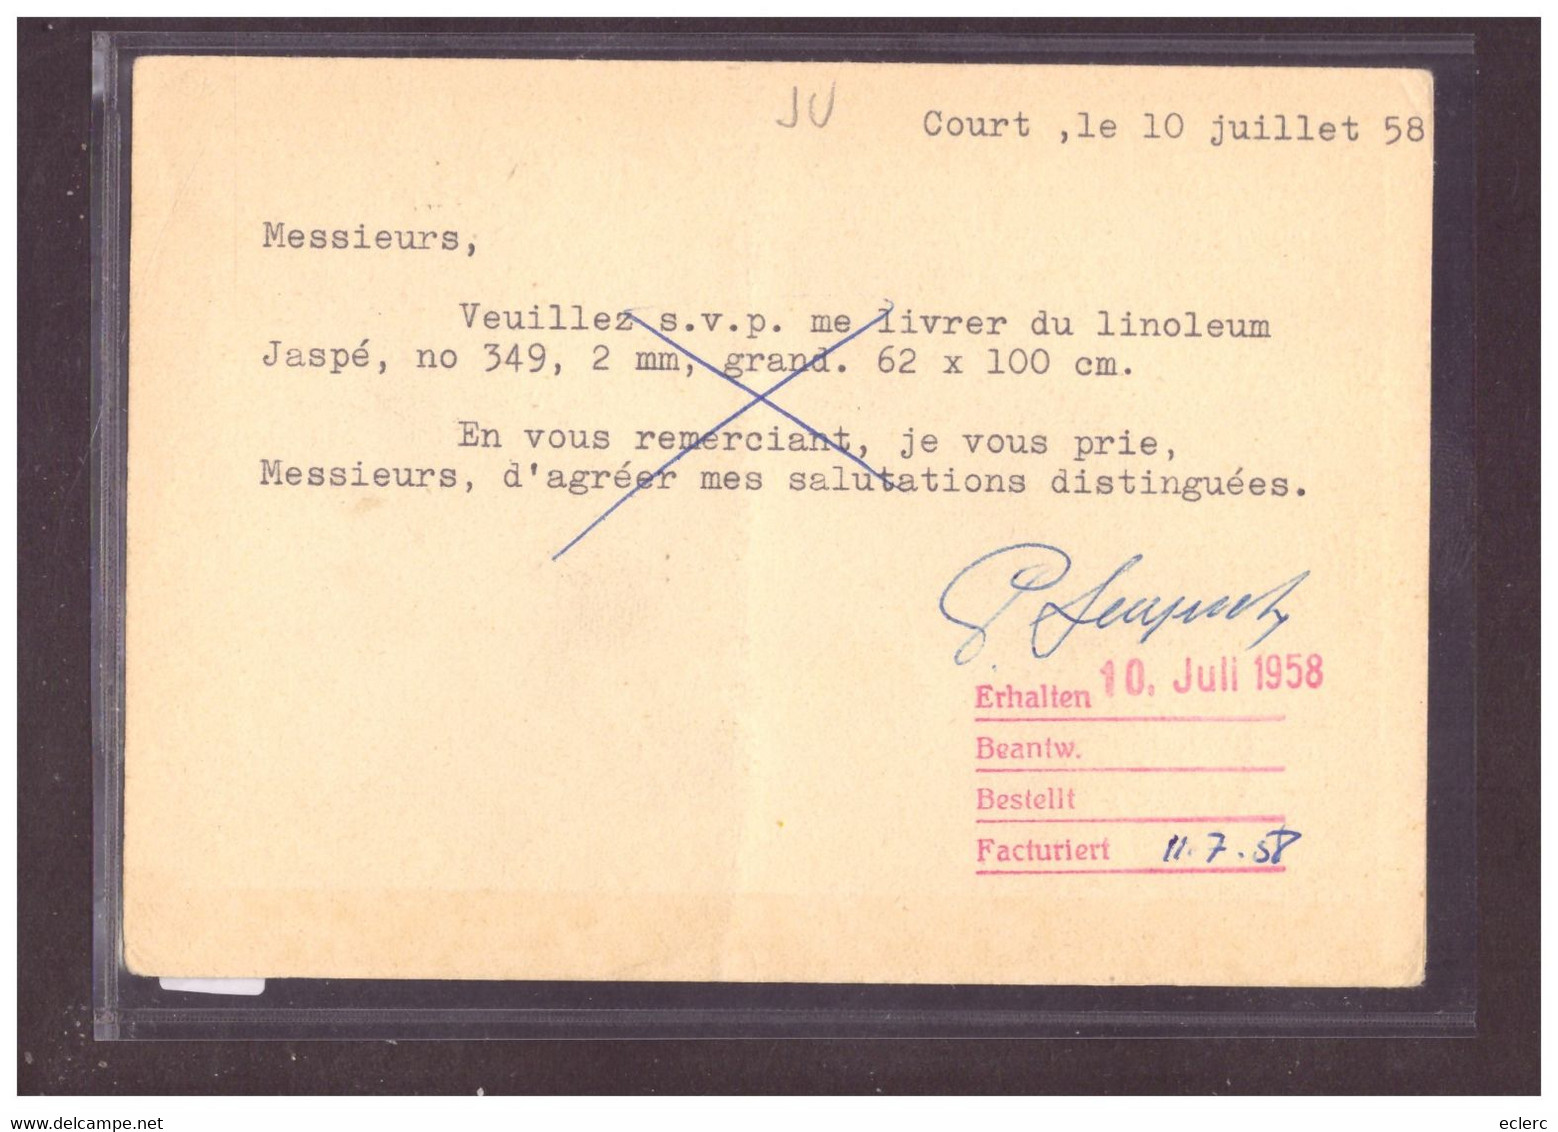 JU
Court ,le 10 juillet 58
Messieurs,
Veuillez s.v.p. me livrer du linoleum
Jaspé, no 349, 2 mm, grand. 62 x 100 cm.
En vous remerciant, je vous prie,
Messieurs, d'agréer mes salutations distinguées.
Erhalten 10. Juli 1958
Beantw.
Bestellt
Facturiert 11.7.58
www.delcampe.net
eclerc